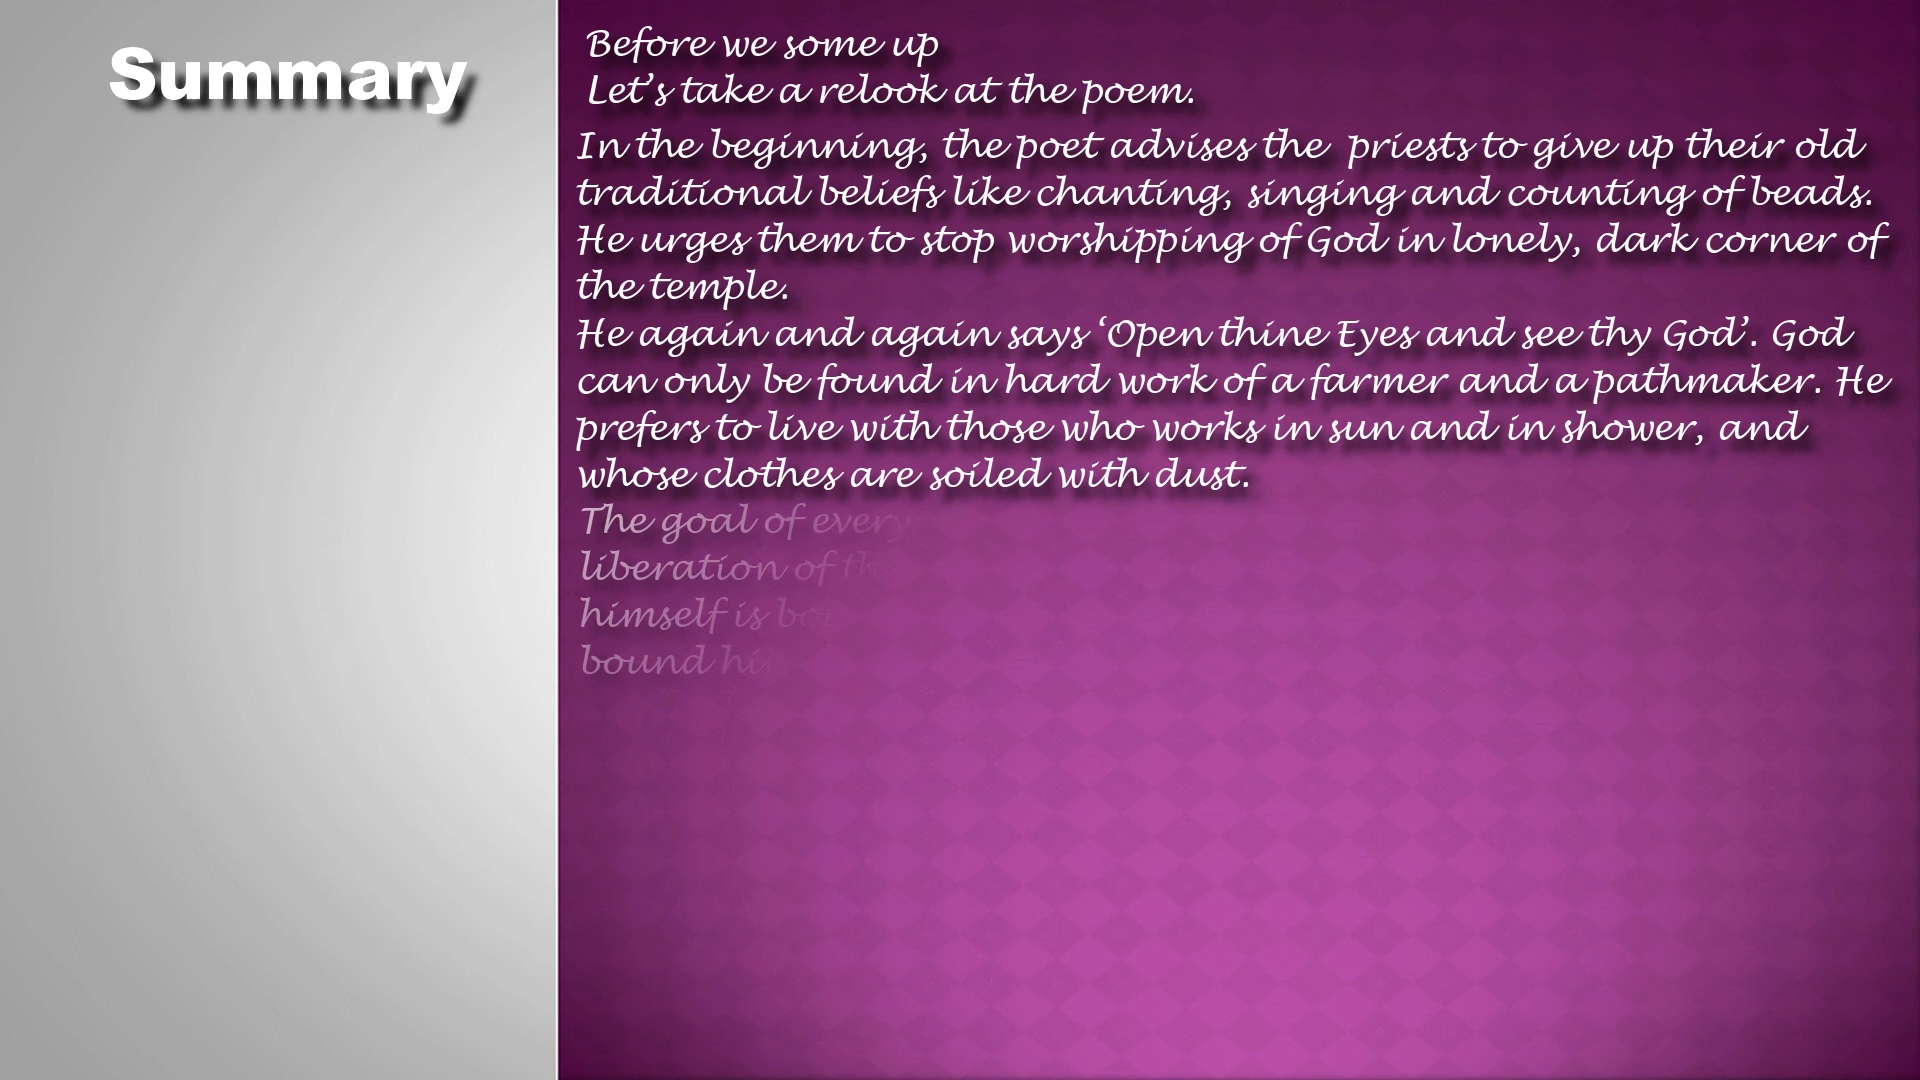 Summary
Before we some up
Let's take a relook at the poem.
In the beginning, the poet advises the priests to give up their old
traditional beliefs like chanting, singing and counting of beads.
He urges them to stop worshipping of God in lonely, dark corner of
the temple.
He again and again says ‘Open thine Eyes and see thy God’. God
can only be found in hard work of a farmer and a pathmaker. He
prefers to live with those who works in sun and in shower, and
whose clothes are soiled with dust.
The goal of every
liberation of
himself is
bound